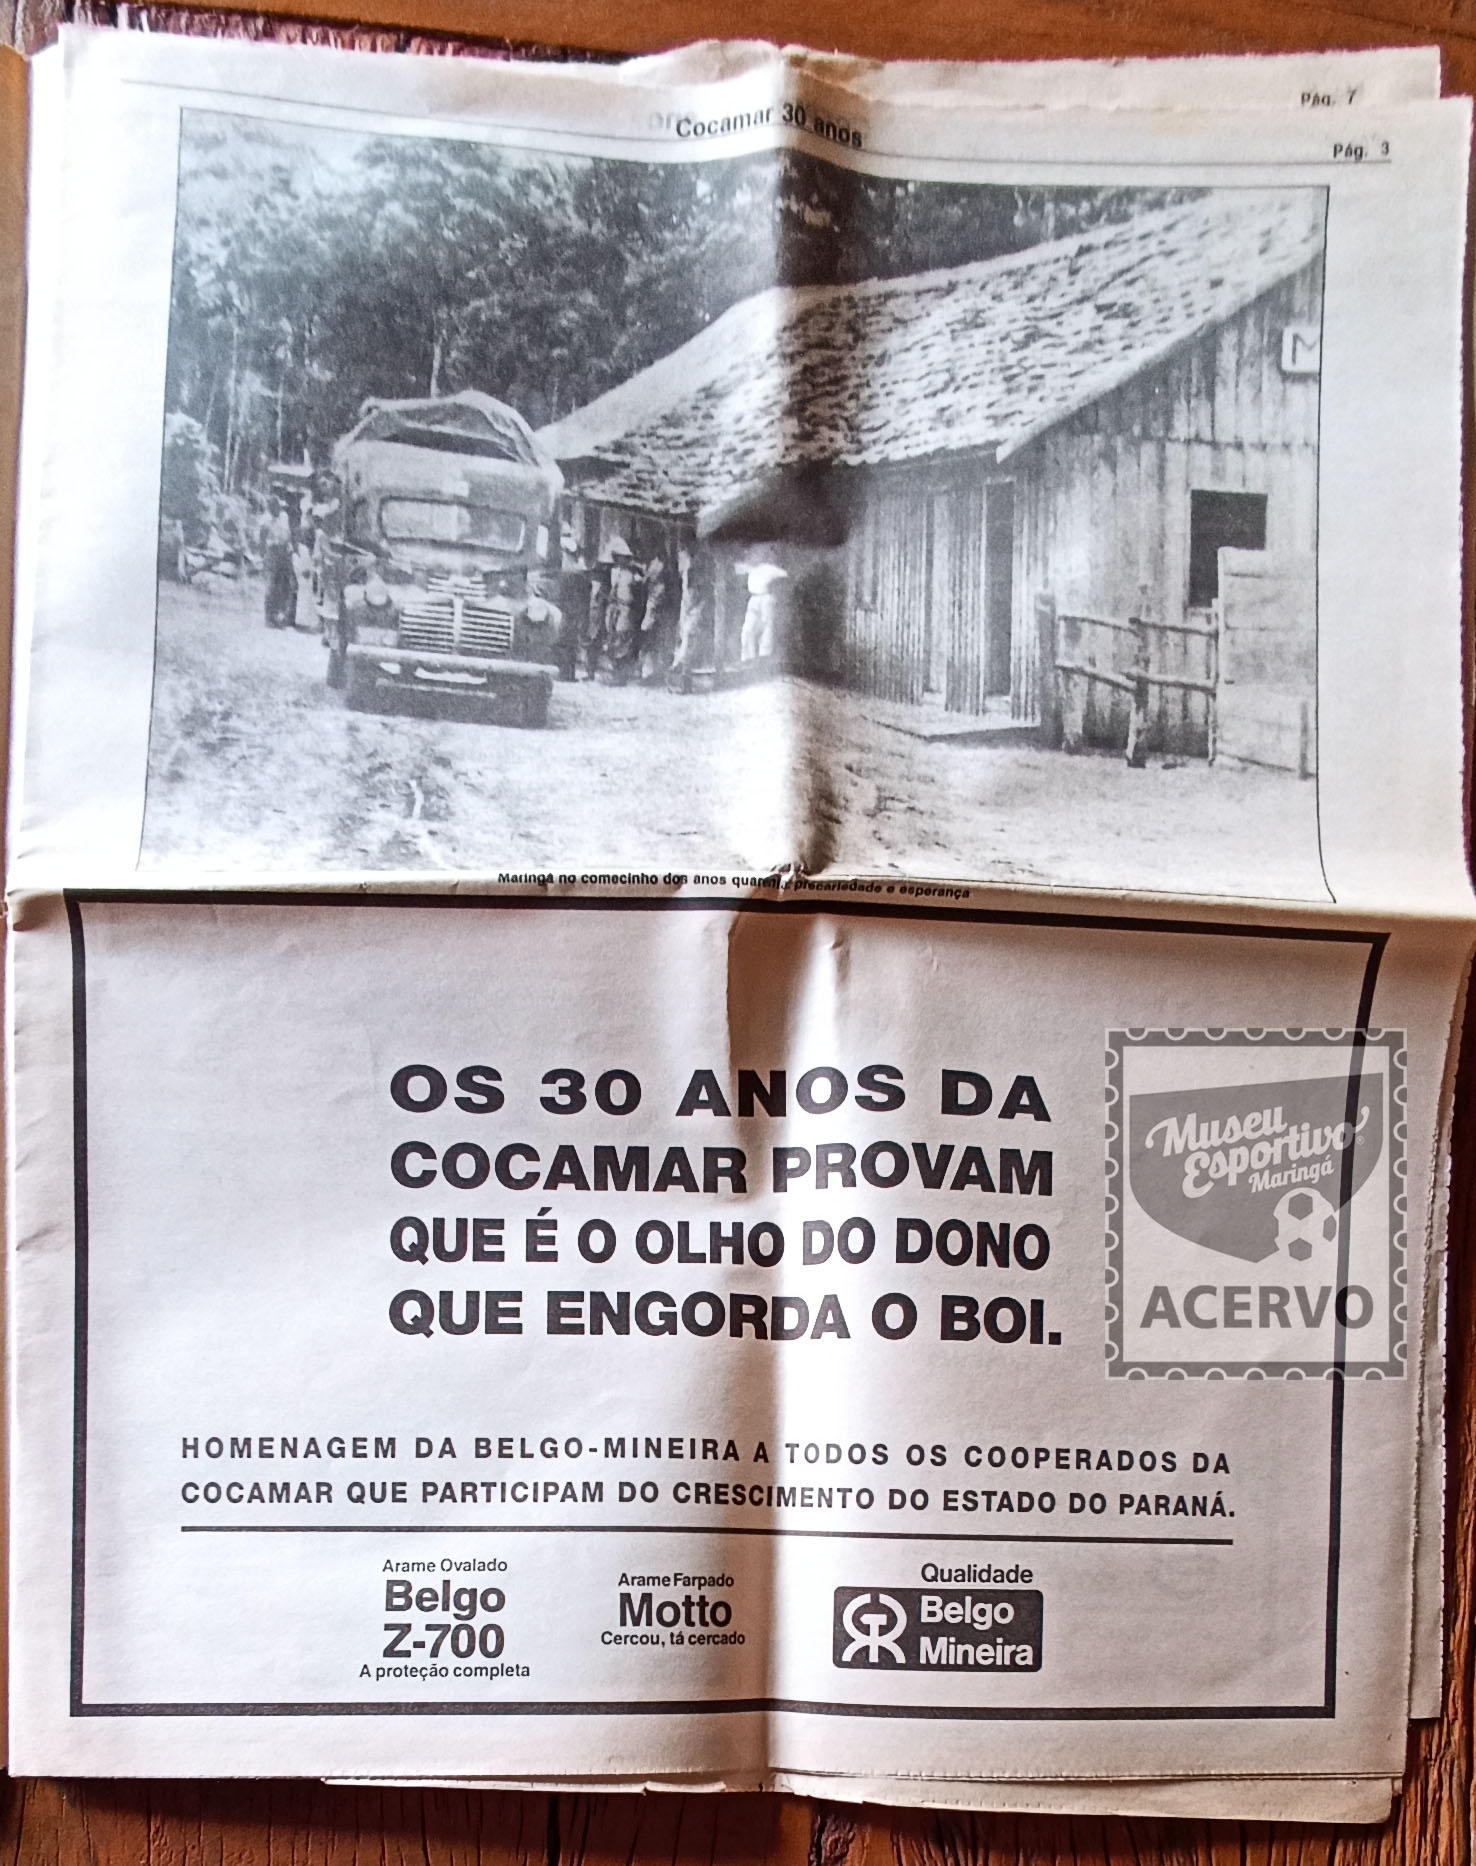 Pág. 7
Cocamar 30 anos
Pág. 3
M
Maringá no comecinho dos anos quarenta: precariedade e esperança
OS 30 ANOS DA
COCAMAR PROVAM
QUE É O OLHO DO DONO
QUE ENGORDA O BOI.
Museu
Esportivo®
Maringá
ACERVO
HOMENAGEM DA BELGO-MINEIRA A TODOS OS COOPERADOS DA
COCAMAR QUE PARTICIPAM DO CRESCIMENTO DO ESTADO DO PARANÁ.
Arame Ovalado
Belgo
Z-700
A proteção completa
Arame Farpado
Motto
Cercou, tá cercado
Qualidade
Belgo
Mineira